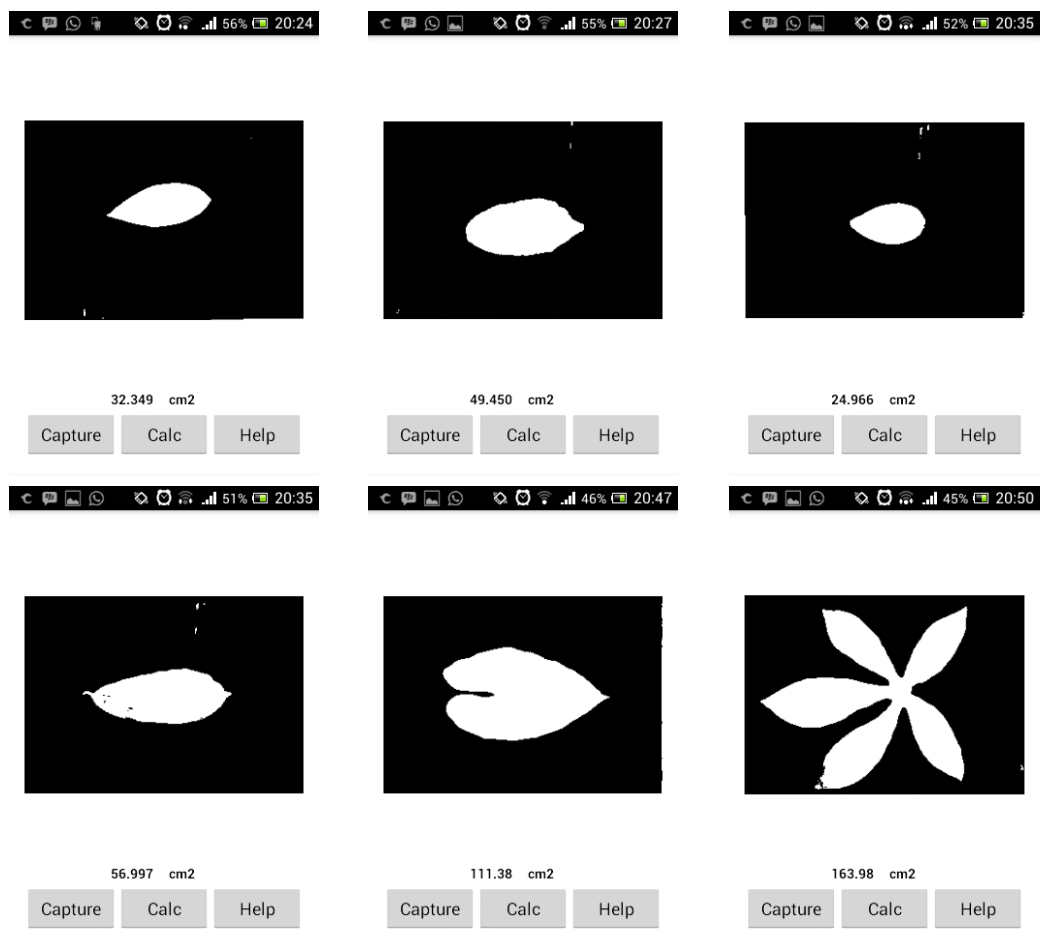 56% 20:24
55% 20:27
52% 20:35
32.349 cm2
49.450 cm2
24.966 cm2
Capture Calc Help
Capture Calc Help
Capture Calc Help
51% 20:35
46% 20:47
45% 20:50
56.997 cm2
111.38 cm2
163.98 cm2
Capture Calc Help
Capture Calc Help
Capture Calc Help